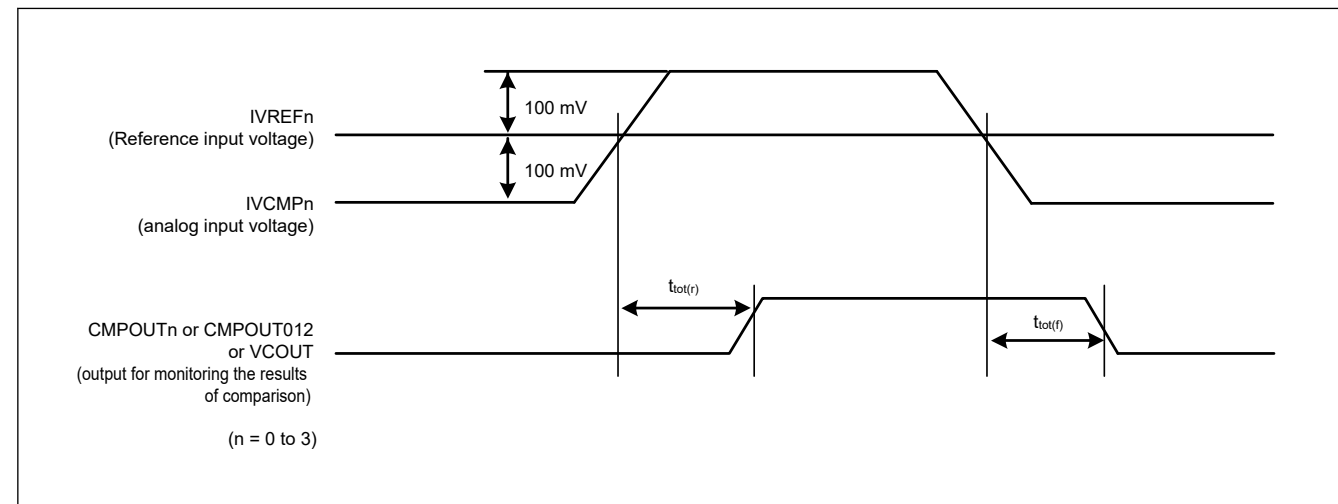 100 mV
IVREFn
(Reference input voltage)
100 mV
IVCMPn
(analog input voltage)
ttot(r)
ttot(f)
CMPOUTn or CMPOUT012
or VCOUT
(output for monitoring the results
of comparison)
(n = 0 to 3)